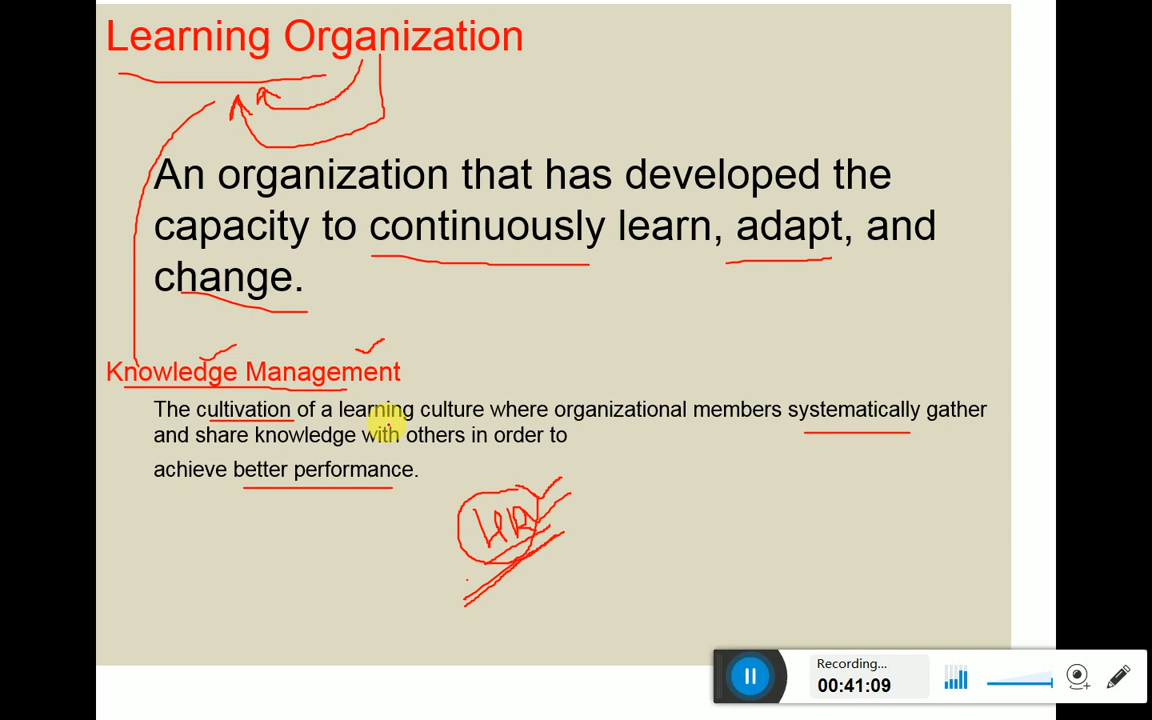 Learning Organization
An organization that has developed the
capacity to continuously learn, adapt, and
change.
Knowledge Management
The cultivation of a learning culture where organizational members systematically gather
and share knowledge with others in order to
achieve better performance.
Recording...
00:41:09